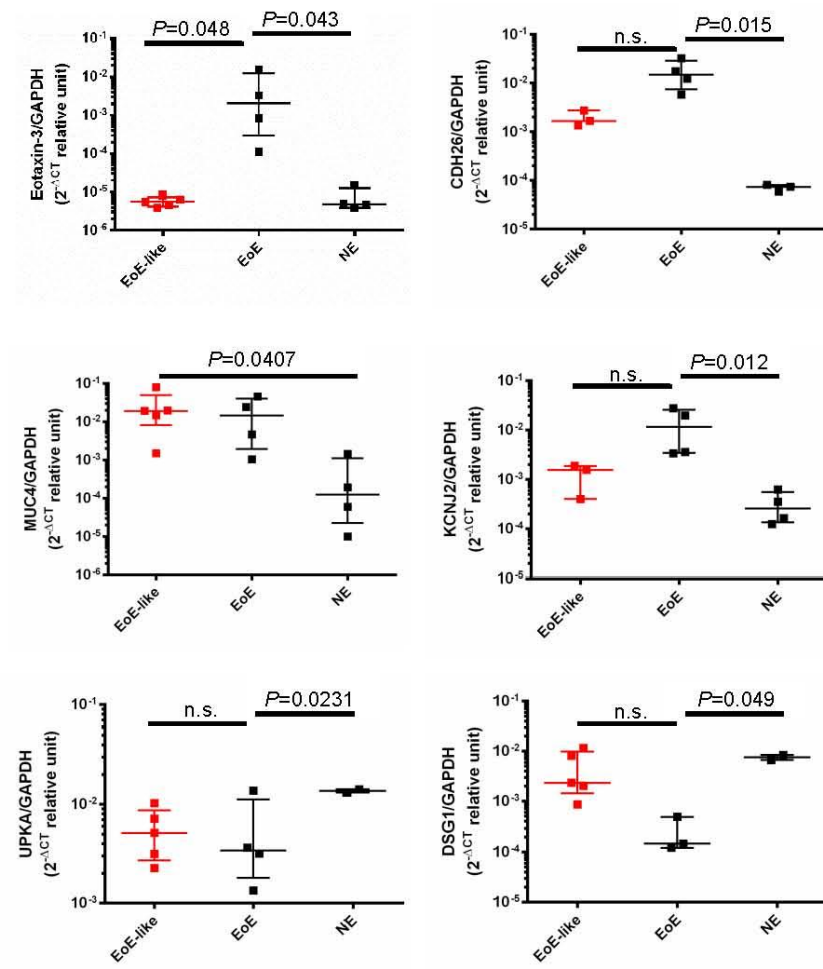 P=0.048
P=0.043
Eotaxin-3/GAPDH
(2^-ΔCT relative unit)
10^-1
10^-2
10^-3
10^-4
10^-5
10^-6
EoE-like
EoE
NE
n.s.
P=0.015
CDH26/GAPDH
(2^-ΔCT relative unit)
10^-1
10^-2
10^-3
10^-4
10^-5
EoE-like
EoE
NE
P=0.0407
MUC4/GAPDH
(2^-ΔCT relative unit)
10^-1
10^-2
10^-3
10^-4
10^-5
10^-6
EoE-like
EoE
NE
n.s.
P=0.012
KCNJ2/GAPDH
(2^-ΔCT relative unit)
10^-1
10^-2
10^-3
10^-4
10^-5
EoE-like
EoE
NE
n.s.
P=0.0231
UPKA/GAPDH
(2^-ΔCT relative unit)
10^-1
10^-2
10^-3
EoE-like
EoE
NE
n.s.
P=0.049
DSG1/GAPDH
(2^-ΔCT relative unit)
10^-1
10^-2
10^-3
10^-4
10^-5
EoE-like
EoE
NE